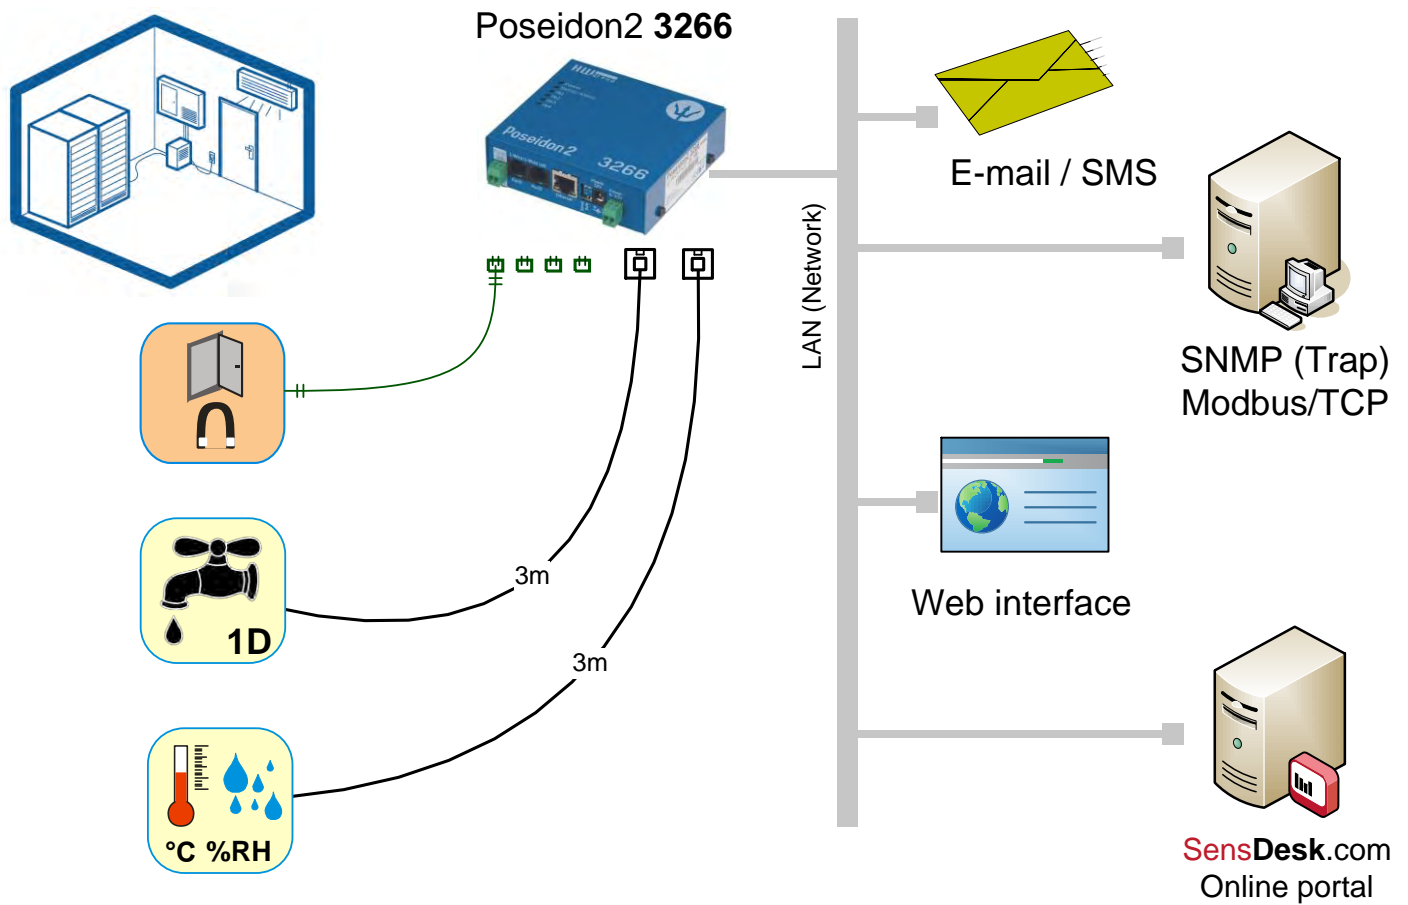 Poseidon2 3266
HW
Poseidon2
3266
LAN (Network)
E-mail / SMS
SNMP (Trap)
Modbus/TCP
Web interface
3m
1D
3m
°C %RH
SensDesk.com
Online portal